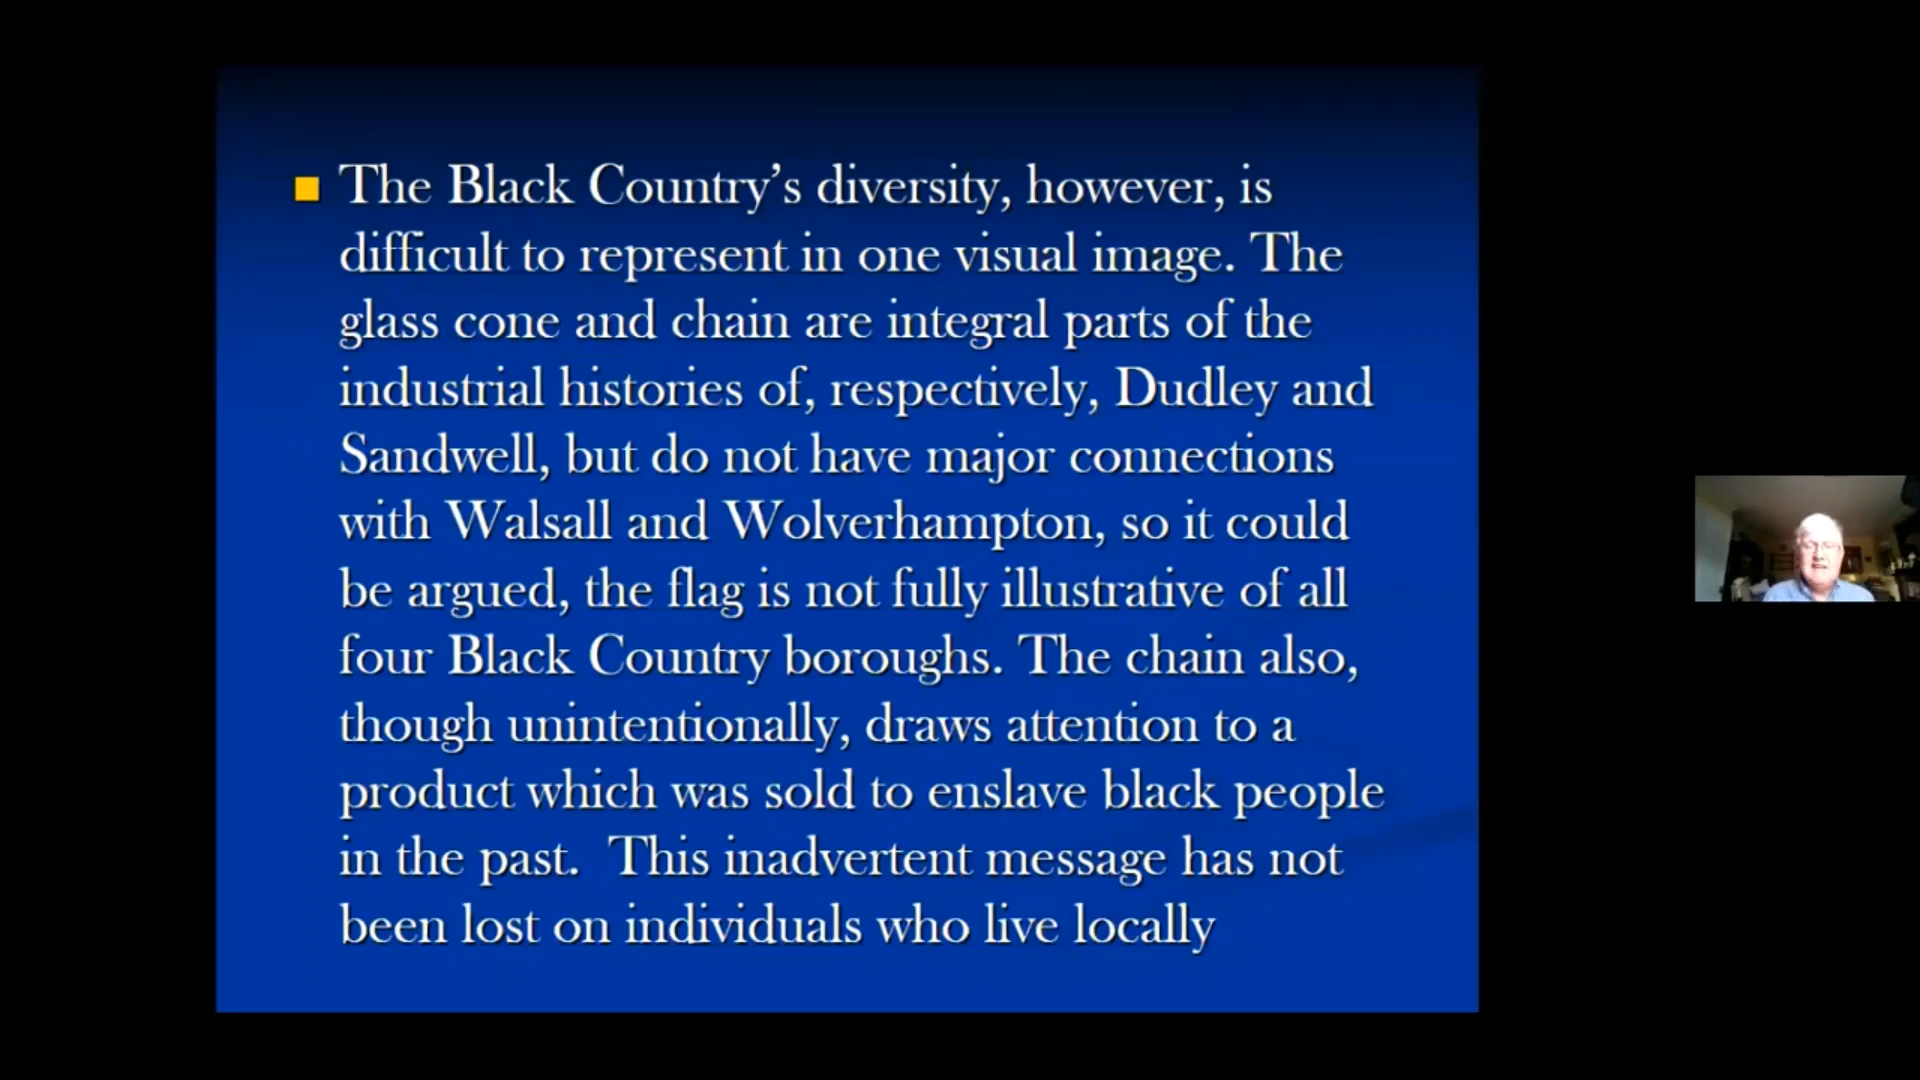 The Black Country’s diversity, however, is
difficult to represent in one visual image. The
glass cone and chain are integral parts of the
industrial histories of, respectively, Dudley and
Sandwell, but do not have major connections
with Walsall and Wolverhampton, so it could
be argued, the flag is not fully illustrative of all
four Black Country boroughs. The chain also,
though unintentionally, draws attention to a
product which was sold to enslave black people
in the past.  This inadvertent message has not
been lost on individuals who live locally